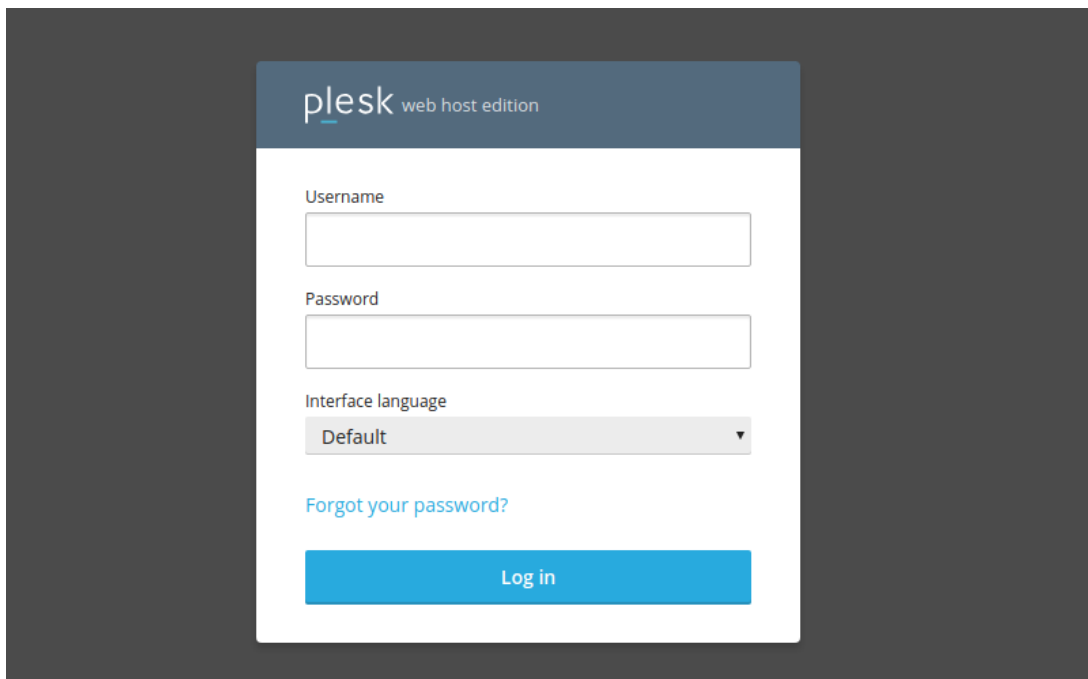 plesk web host edition
Username
Password
Interface language
Default
Forgot your password?
Log in